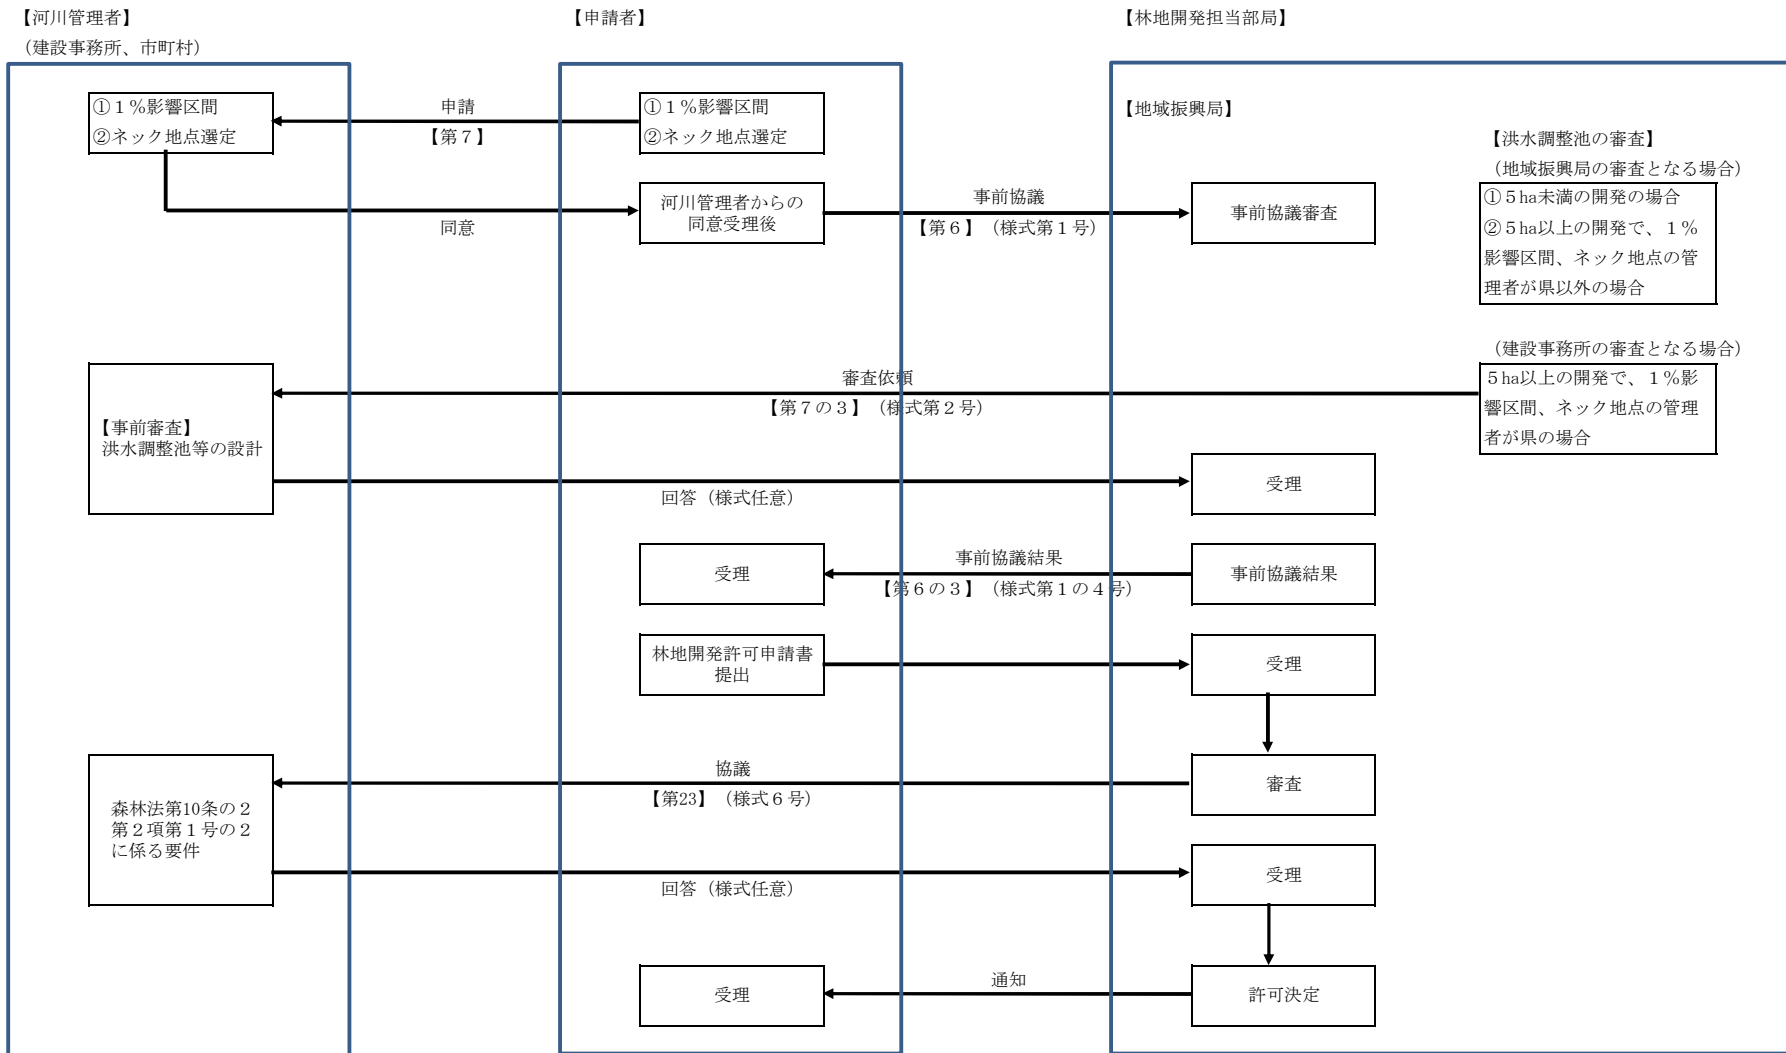 【河川管理者】
（建設事務所、市町村）
【申請者】
【林地開発担当部局】
①１％影響区間
②ネック地点選定
申請
【第７】
①１％影響区間
②ネック地点選定
【地域振興局】
【洪水調整池の審査】
（地域振興局の審査となる場合）
①５ha未満の開発の場合
②５ha以上の開発で、１％
影響区間、ネック地点の管
理者が県以外の場合
同意
河川管理者からの
同意受理後
事前協議
【第６】（様式第１号）
事前協議審査
（建設事務所の審査となる場合）
５ha以上の開発で、１％影
響区間、ネック地点の管理
者が県の場合
審査依頼
【第７の３】（様式第２号）
【事前審査】
洪水調整池等の設計
回答（様式任意）
受理
受理
事前協議結果
【第６の３】（様式第１の４号）
事前協議結果
林地開発許可申請書
提出
受理
協議
【第23】（様式６号）
審査
森林法第10条の２
第２項第１号の２
に係る要件
回答（様式任意）
受理
受理
通知
許可決定